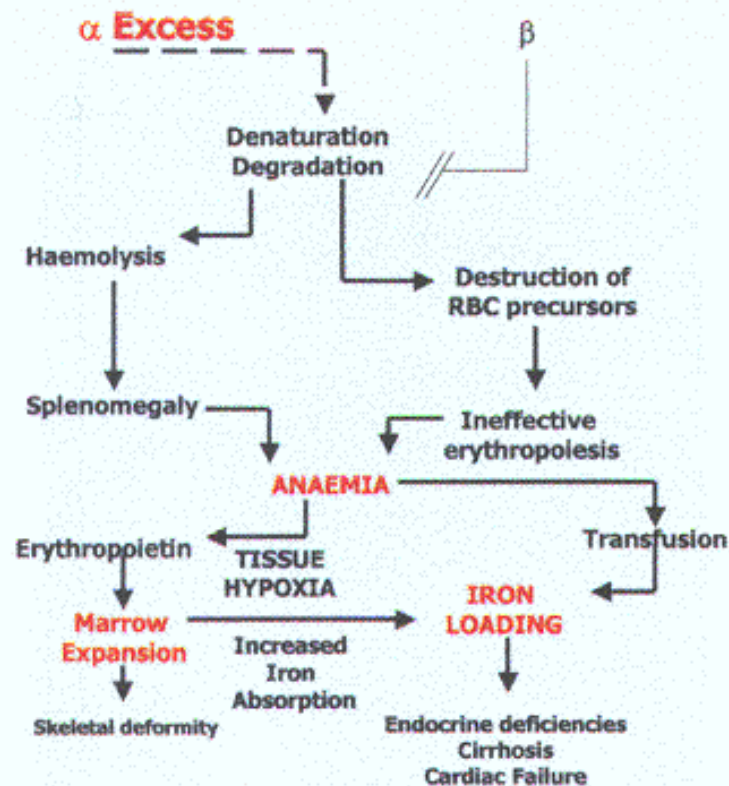 α Excess
β
Denaturation
Degradation
Haemolysis
Destruction of
RBC precursors
Splenomegaly
Ineffective
erythropoiesis
ANAEMIA
Erythropoietin
TISSUE
HYPOXIA
Transfusion
Marrow
Expansion
Increased
Iron
Absorption
IRON
LOADING
Skeletal deformity
Endocrine deficiencies
Cirrhosis
Cardiac Failure